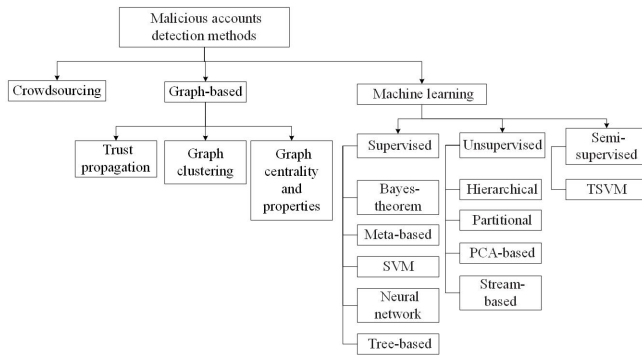 Malicious accounts
detection methods
Crowdsourcing
Graph-based
Machine learning
Trust
propagation
Graph
clustering
Graph
centrality
and
properties
Supervised
Bayes-
theorem
Meta-based
SVM
Neural
network
Tree-based
Unsupervised
Hierarchical
Partitional
PCA-based
Stream-
based
Semi-
supervised
TSVM